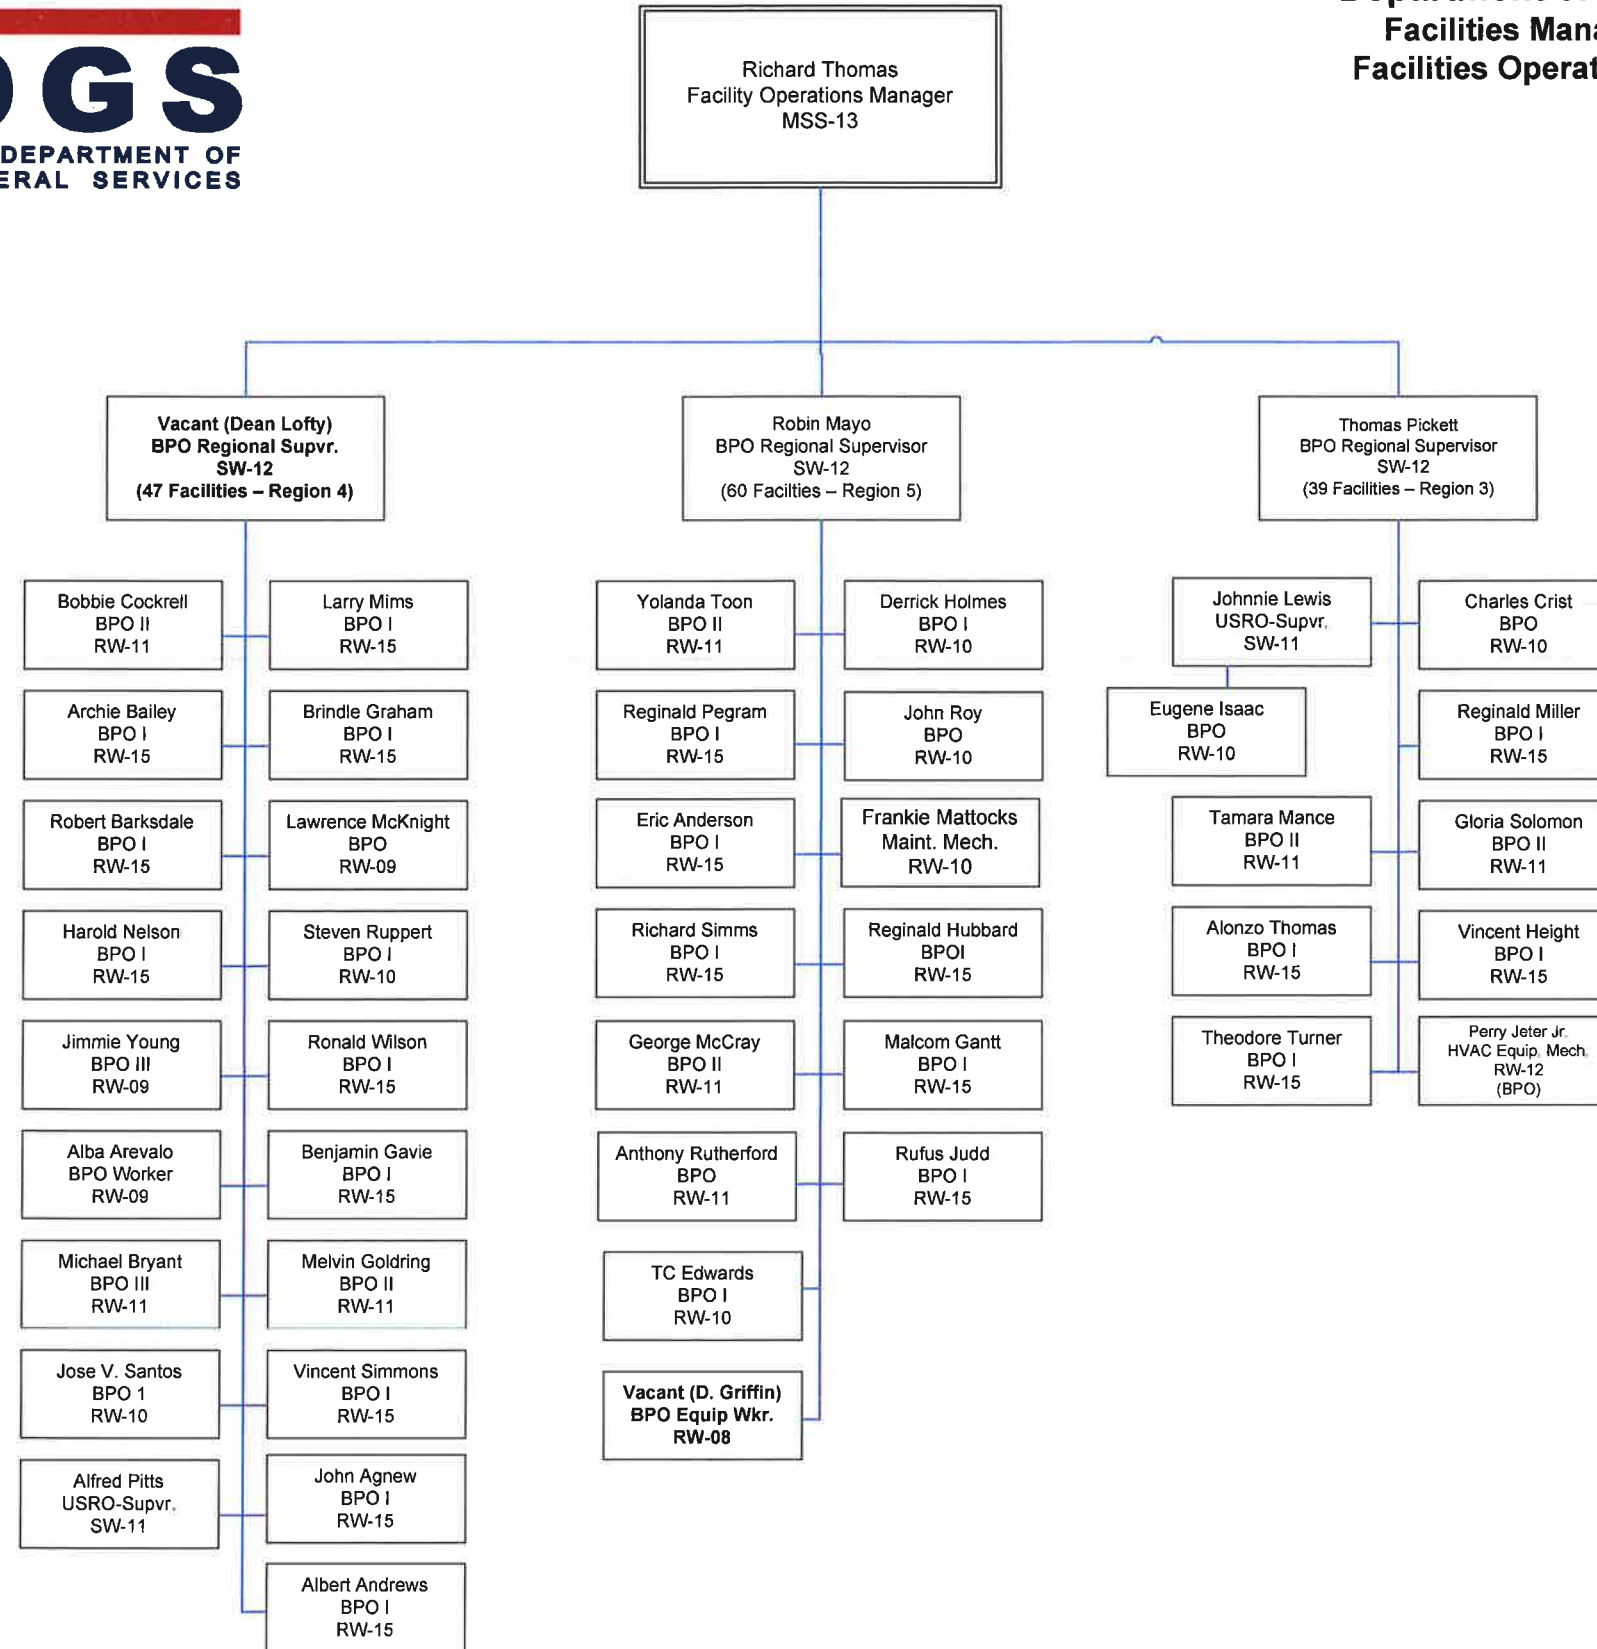 GS
DEPARTMENT OF
SERVICES
Facilities
Facilities
Richard Thomas
Facility Operations Manager
MSS-13
Vacant (Dean Lofty)
BPO Regional Supvr.
SW-12
(47 Facilities – Region 4)
Robin Mayo
BPO Regional Supervisor
SW-12
(60 Facilties – Region 5)
Thomas Pickett
BPO Regional Supervisor
SW-12
(39 Facilities – Region 3)
Bobbie Cockrell
BPO II
RW-11
Larry Mims
BPO I
RW-15
Archie Bailey
BPO I
RW-15
Brindle Graham
BPO I
RW-15
Robert Barksdale
BPO I
RW-15
Lawrence McKnight
BPO
RW-09
Harold Nelson
BPO I
RW-15
Steven Ruppert
BPO I
RW-10
Jimmie Young
BPO III
RW-09
Ronald Wilson
BPO I
RW-15
Alba Arevalo
BPO Worker
RW-09
Benjamin Gavie
BPO I
RW-15
Michael Bryant
BPO III
RW-11
Melvin Goldring
BPO II
RW-11
Jose V. Santos
BPO 1
RW-10
Vincent Simmons
BPO I
RW-15
Alfred Pitts
USRO-Supvr.
SW-11
John Agnew
BPO I
RW-15
Albert Andrews
BPO I
RW-15
Yolanda Toon
BPO II
RW-11
Derrick Holmes
BPO I
RW-10
Reginald Pegram
BPO I
RW-15
John Roy
BPO
RW-10
Eric Anderson
BPO I
RW-15
Frankie Mattocks
Maint. Mech.
RW-10
Richard Simms
BPO I
RW-15
Reginald Hubbard
BPOI
RW-15
George McCray
BPO II
RW-11
Malcom Gantt
BPO I
RW-15
Anthony Rutherford
BPO
RW-11
Rufus Judd
BPO I
RW-15
TC Edwards
BPO I
RW-10
Vacant (D. Griffin)
BPO Equip Wkr.
RW-08
Johnnie Lewis
USRO-Supvr.
SW-11
Charles Crist
BPO
RW-10
Eugene Isaac
BPO
RW-10
Reginald Miller
BPO I
RW-15
Tamara Mance
BPO II
RW-11
Gloria Solomon
BPO II
RW-11
Alonzo Thomas
BPO I
RW-15
Vincent Height
BPO I
RW-15
Theodore Turner
BPO I
RW-15
Perry Jeter Jr.
HVAC Equip. Mech.
RW-12
(BPO)